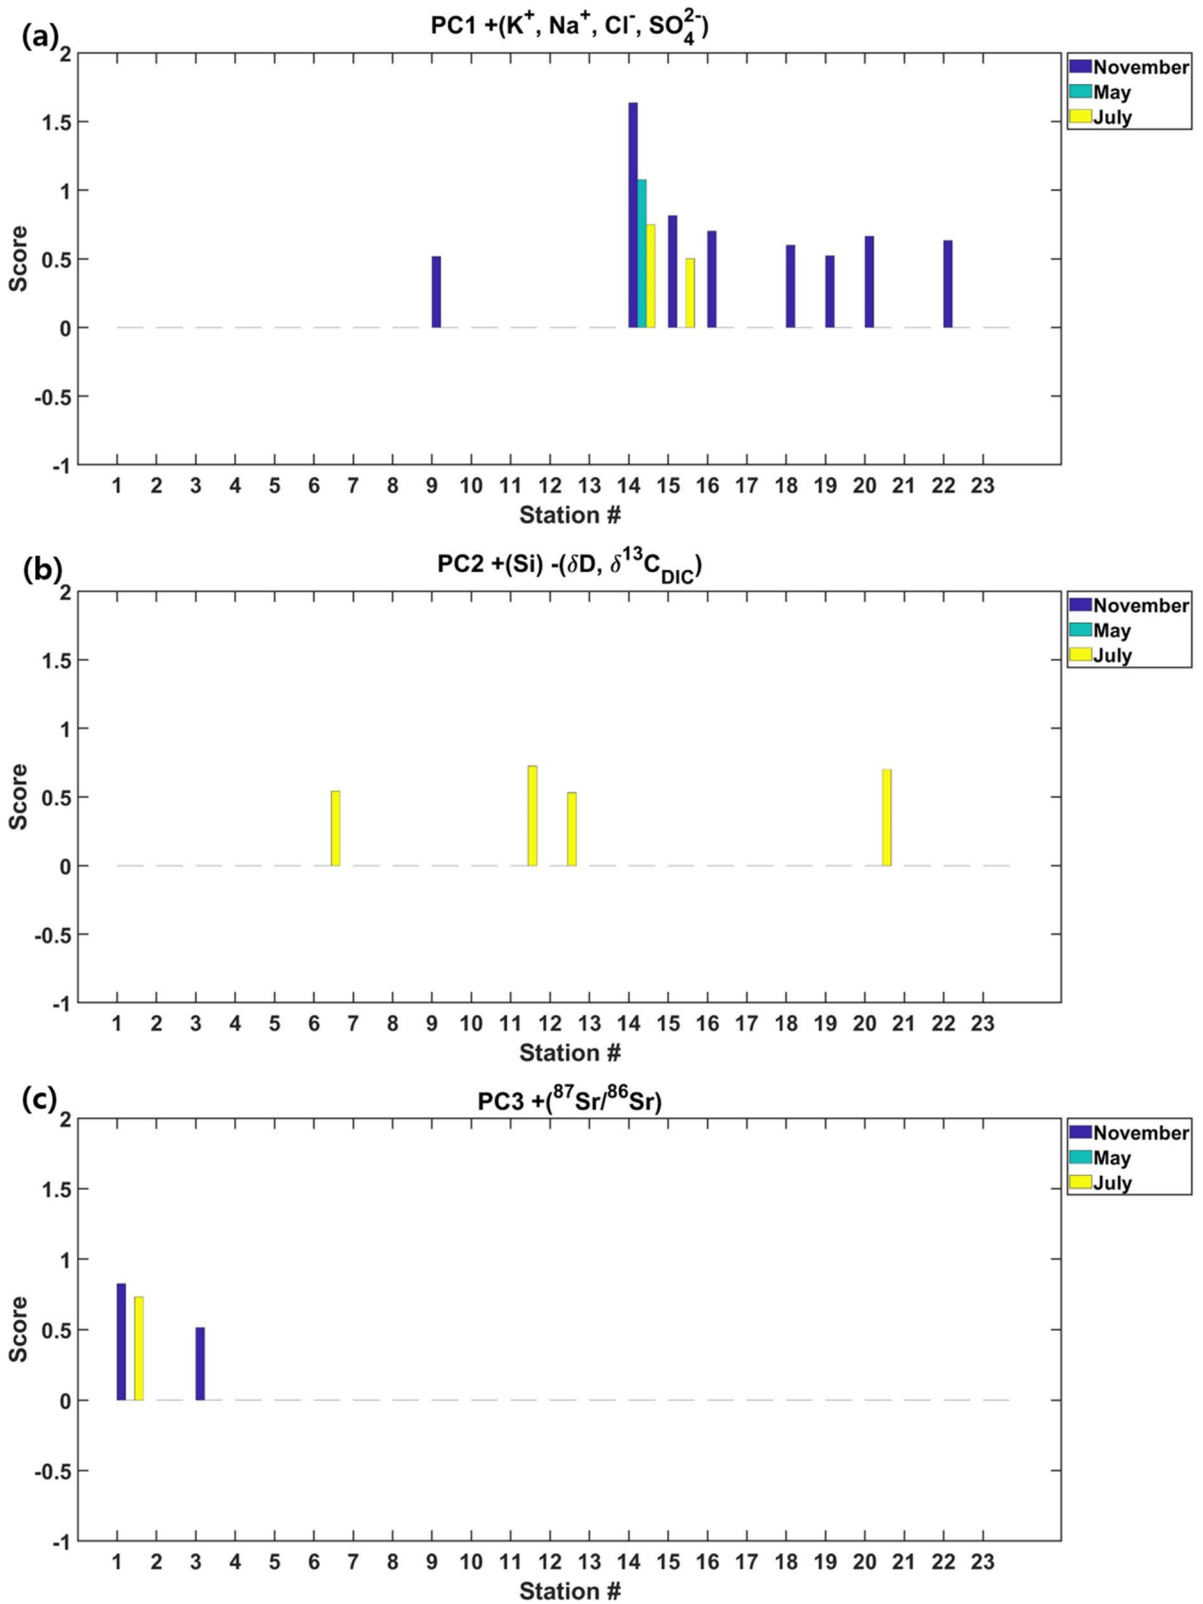 (a)
PC1 +(K⁺, Na⁺, Cl⁻, SO₄²⁻)
November
May
July
2
1.5
1
0.5
0
-0.5
-1
Score
1 2 3 4 5 6 7 8 9 10 11 12 13 14 15 16 17 18 19 20 21 22 23
Station #
(b)
PC2 +(Si) -(δD, δ¹³C_DIC)
November
May
July
2
1.5
1
0.5
0
-0.5
-1
Score
1 2 3 4 5 6 7 8 9 10 11 12 13 14 15 16 17 18 19 20 21 22 23
Station #
(c)
PC3 +(⁸⁷Sr/⁸⁶Sr)
November
May
July
2
1.5
1
0.5
0
-0.5
-1
Score
1 2 3 4 5 6 7 8 9 10 11 12 13 14 15 16 17 18 19 20 21 22 23
Station #